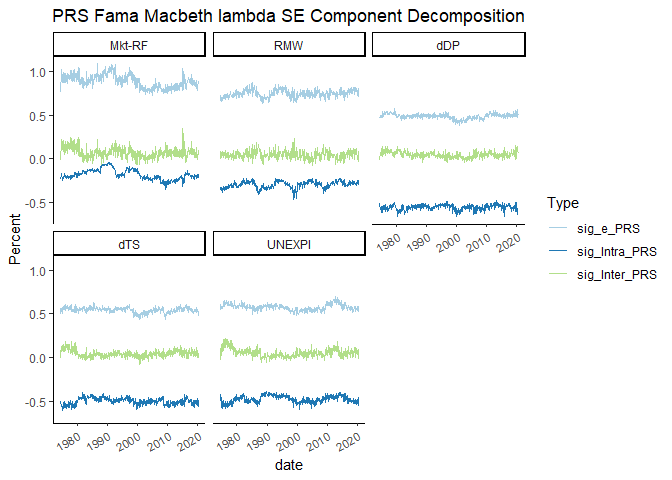 PRS Fama Macbeth lambda SE Component Decomposition
Mkt-RF RMW dDP
1.0
0.5
0.0
-0.5
1980 1990 2000 2010 2020
dTS UNEXPI
1.0
0.5
0.0
-0.5
1980 1990 2000 2010 2020 1980 1990 2000 2010 2020
date
Percent
Type
sig_e_PRS
sig_Intra_PRS
sig_Inter_PRS